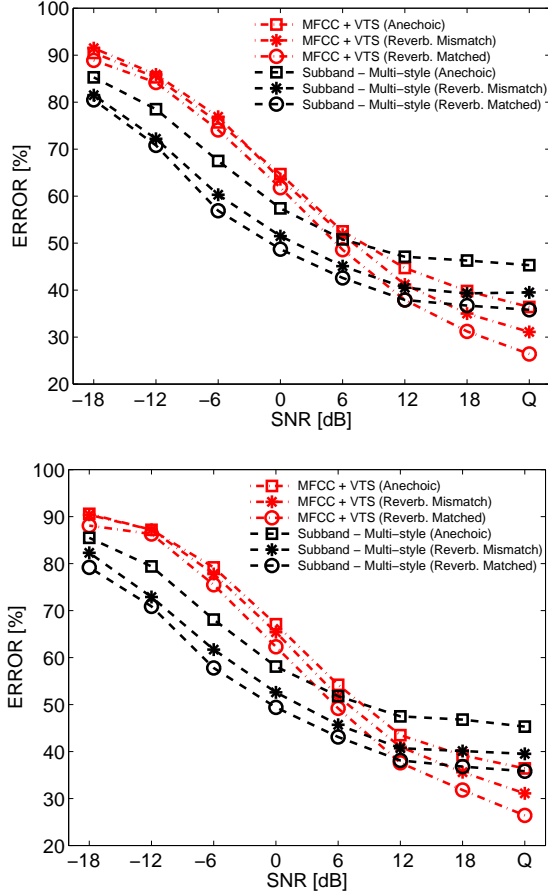 100
90
80
70
60
50
40
30
20
ERROR [%]
MFCC + VTS (Anechoic)
MFCC + VTS (Reverb. Mismatch)
MFCC + VTS (Reverb. Matched)
Subband − Multi−style (Anechoic)
Subband − Multi−style (Reverb. Mismatch)
Subband − Multi−style (Reverb. Matched)
−18 −12 −6 0 6 12 18 Q
SNR [dB]
100
90
80
70
60
50
40
30
20
ERROR [%]
MFCC + VTS (Anechoic)
MFCC + VTS (Reverb. Mismatch)
MFCC + VTS (Reverb. Matched)
Subband − Multi−style (Anechoic)
Subband − Multi−style (Reverb. Mismatch)
Subband − Multi−style (Reverb. Matched)
−18 −12 −6 0 6 12 18 Q
SNR [dB]